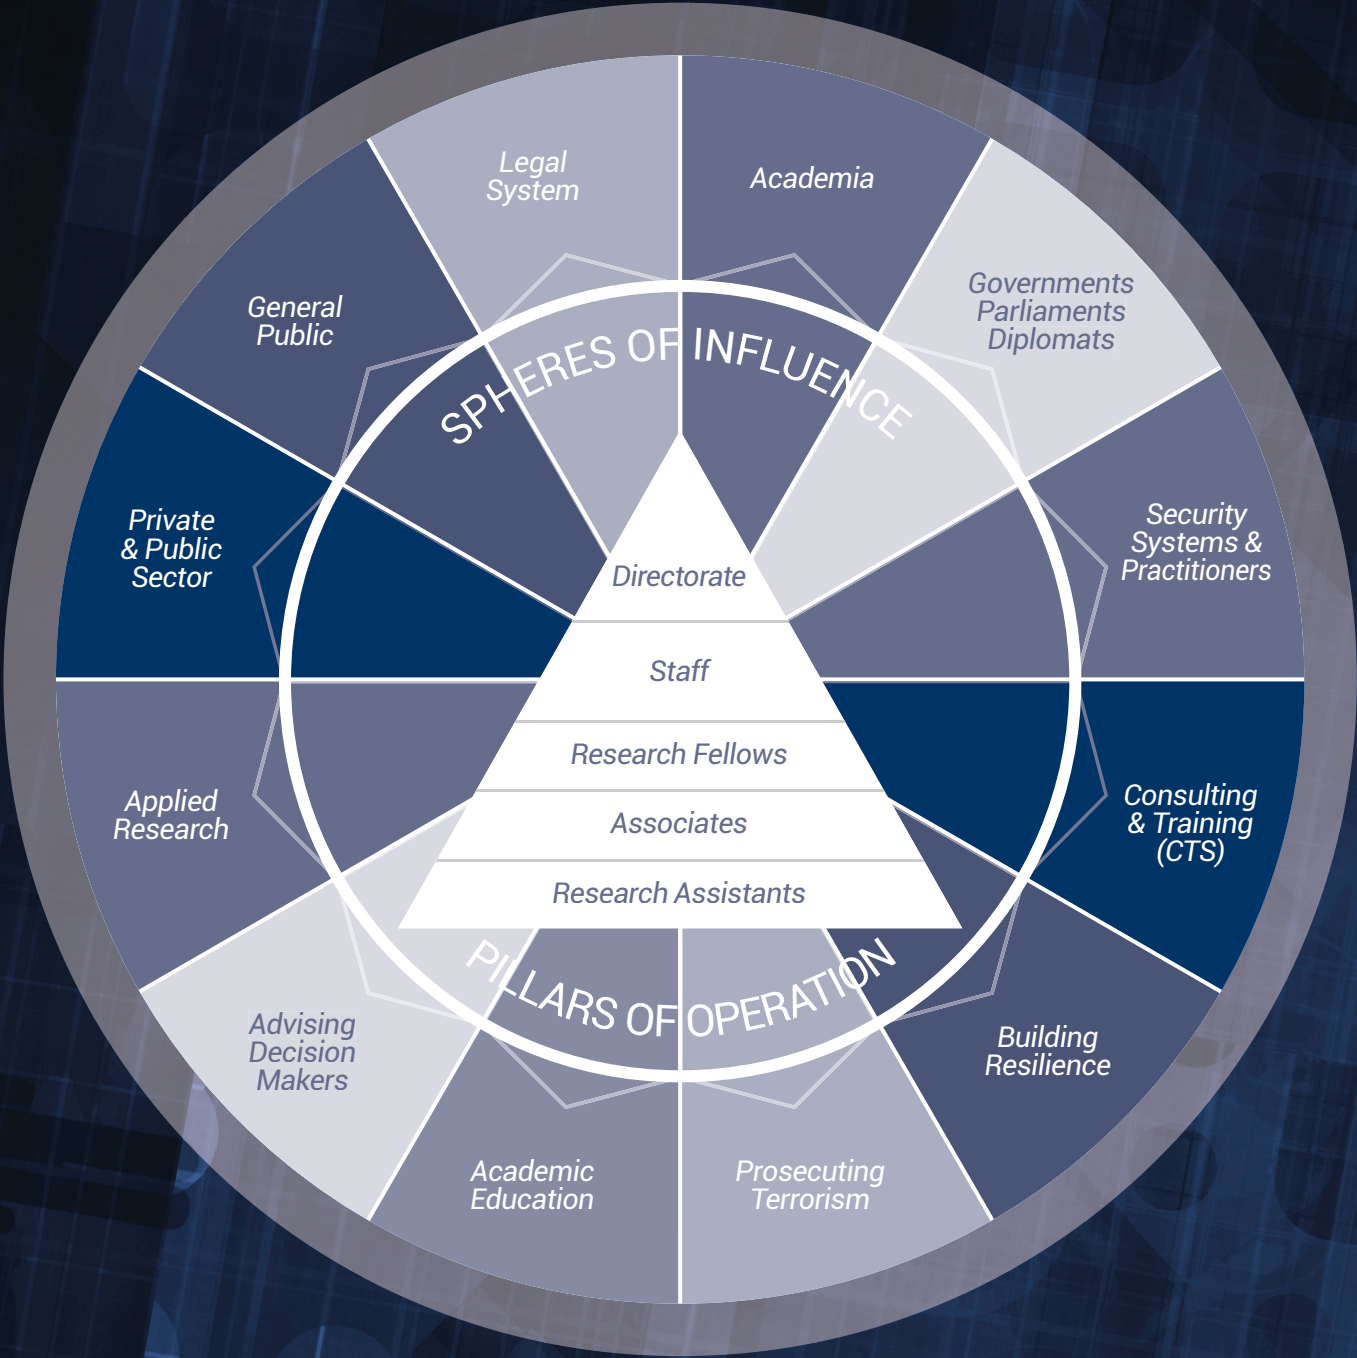 Legal
System
Academia
General
Public
Governments
Parliaments
Diplomats
SPHERES OF INFLUENCE
Private
& Public
Sector
Security
Systems &
Practitioners
Directorate
Staff
Research Fellows
Associates
Research Assistants
Applied
Research
Consulting
& Training
(CTS)
PILLARS OF OPERATION
Advising
Decision
Makers
Building
Resilience
Academic
Education
Prosecuting
Terrorism